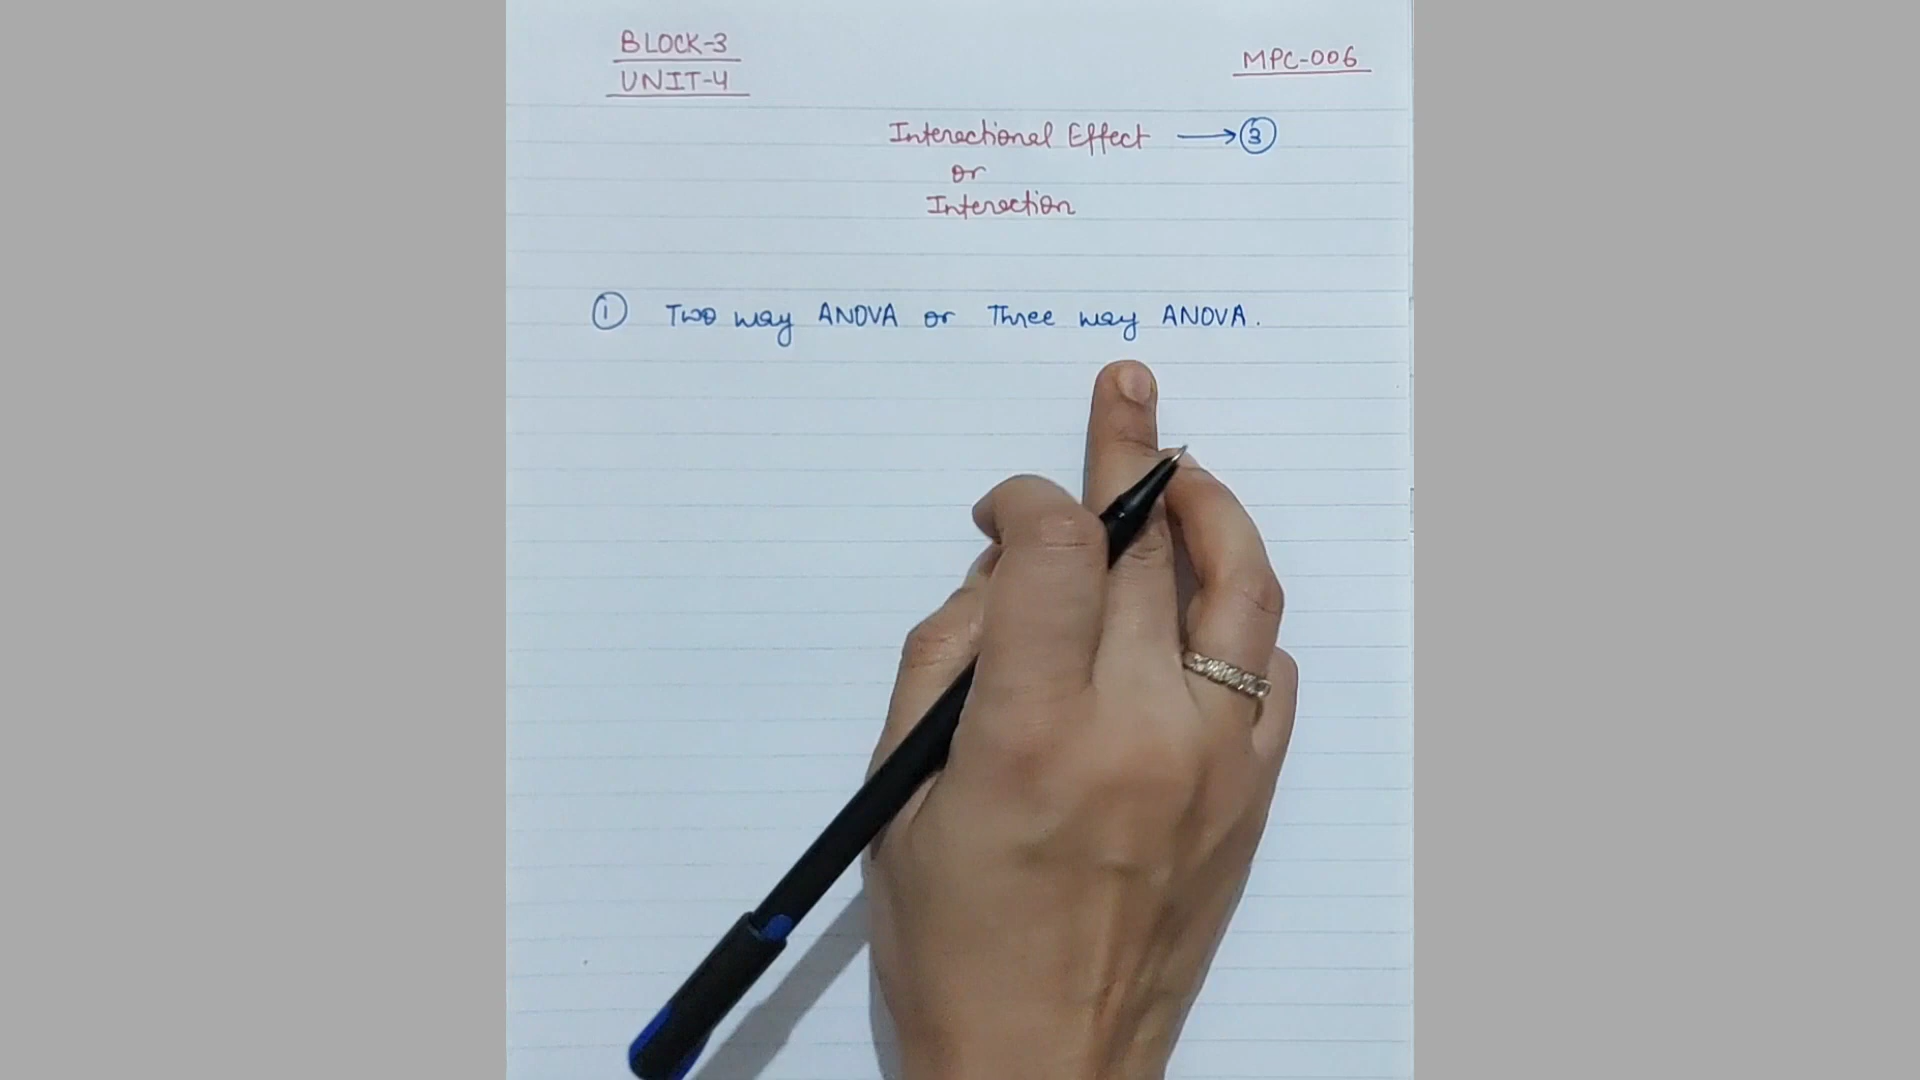 BLOCK-3
UNIT-4
MPC-006
Interectional Effect → ③
or
Interection
① Two way ANOVA or Three way ANOVA.